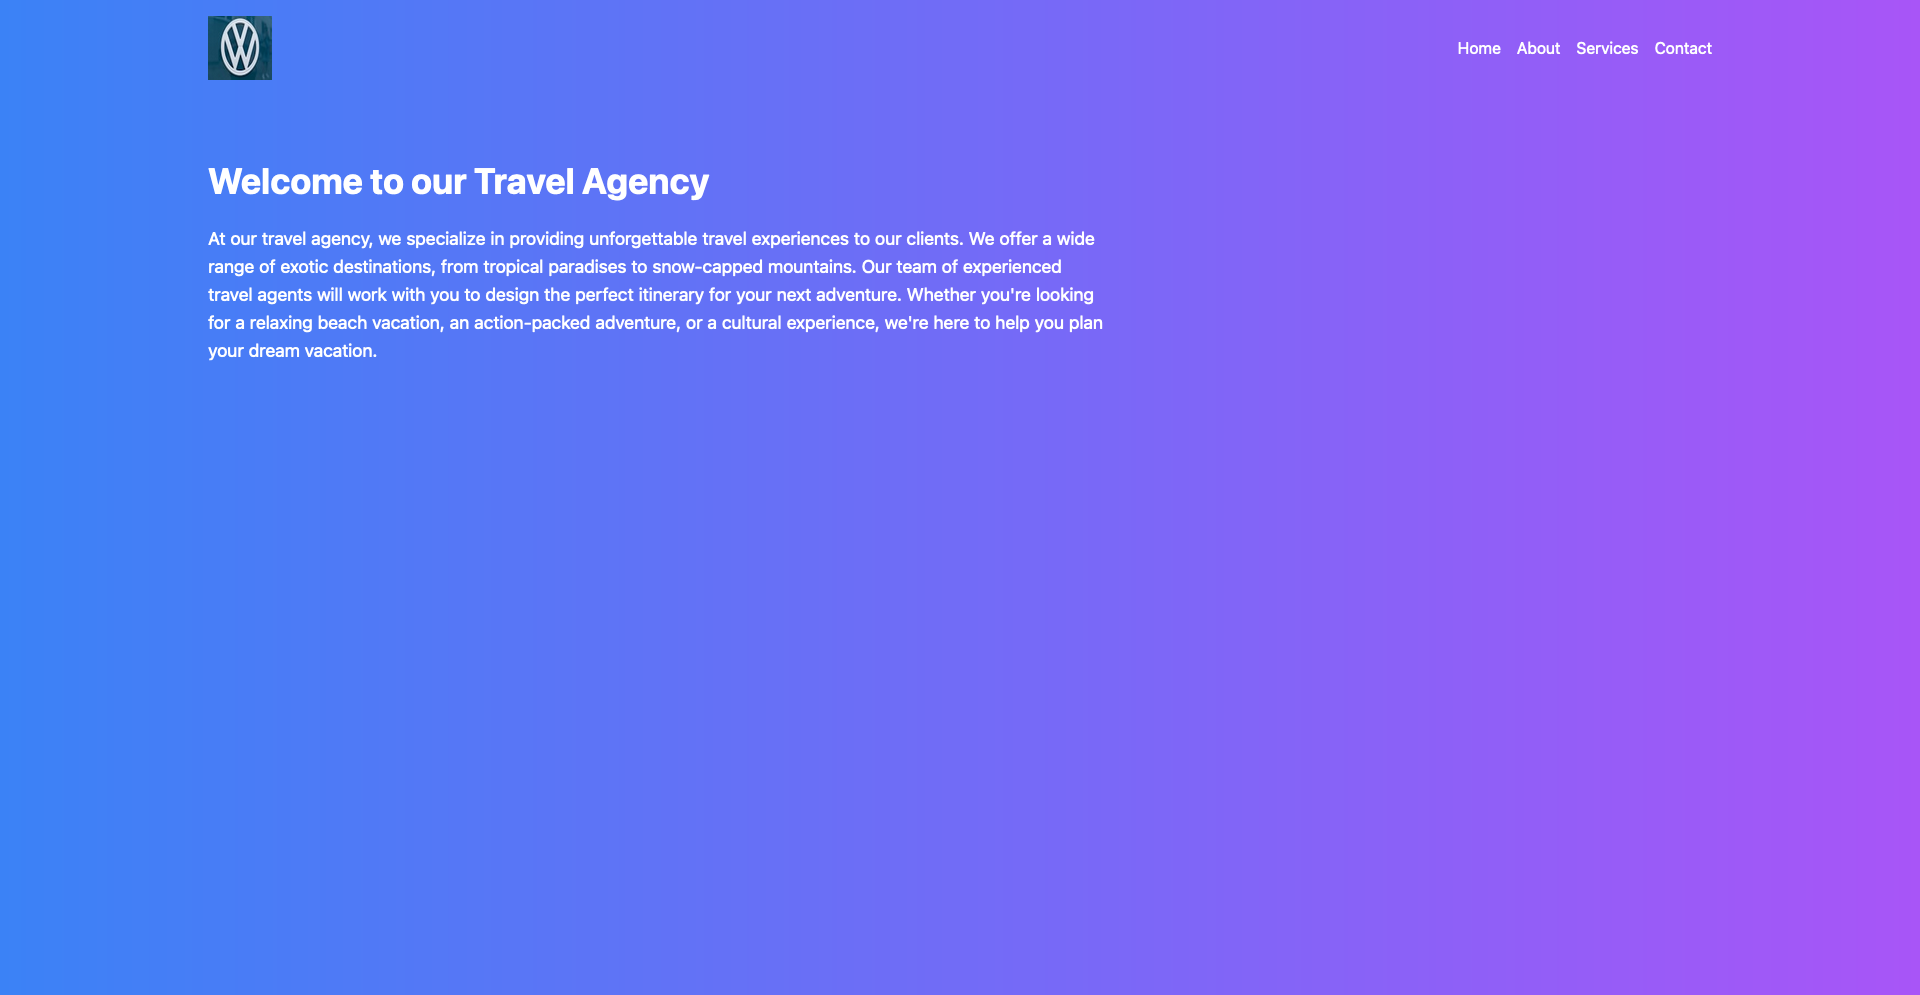 Home About Services Contact
Welcome to our Travel Agency
At our travel agency, we specialize in providing unforgettable travel experiences to our clients. We offer a wide
range of exotic destinations, from tropical paradises to snow-capped mountains. Our team of experienced
travel agents will work with you to design the perfect itinerary for your next adventure. Whether you're looking
for a relaxing beach vacation, an action-packed adventure, or a cultural experience, we're here to help you plan
your dream vacation.